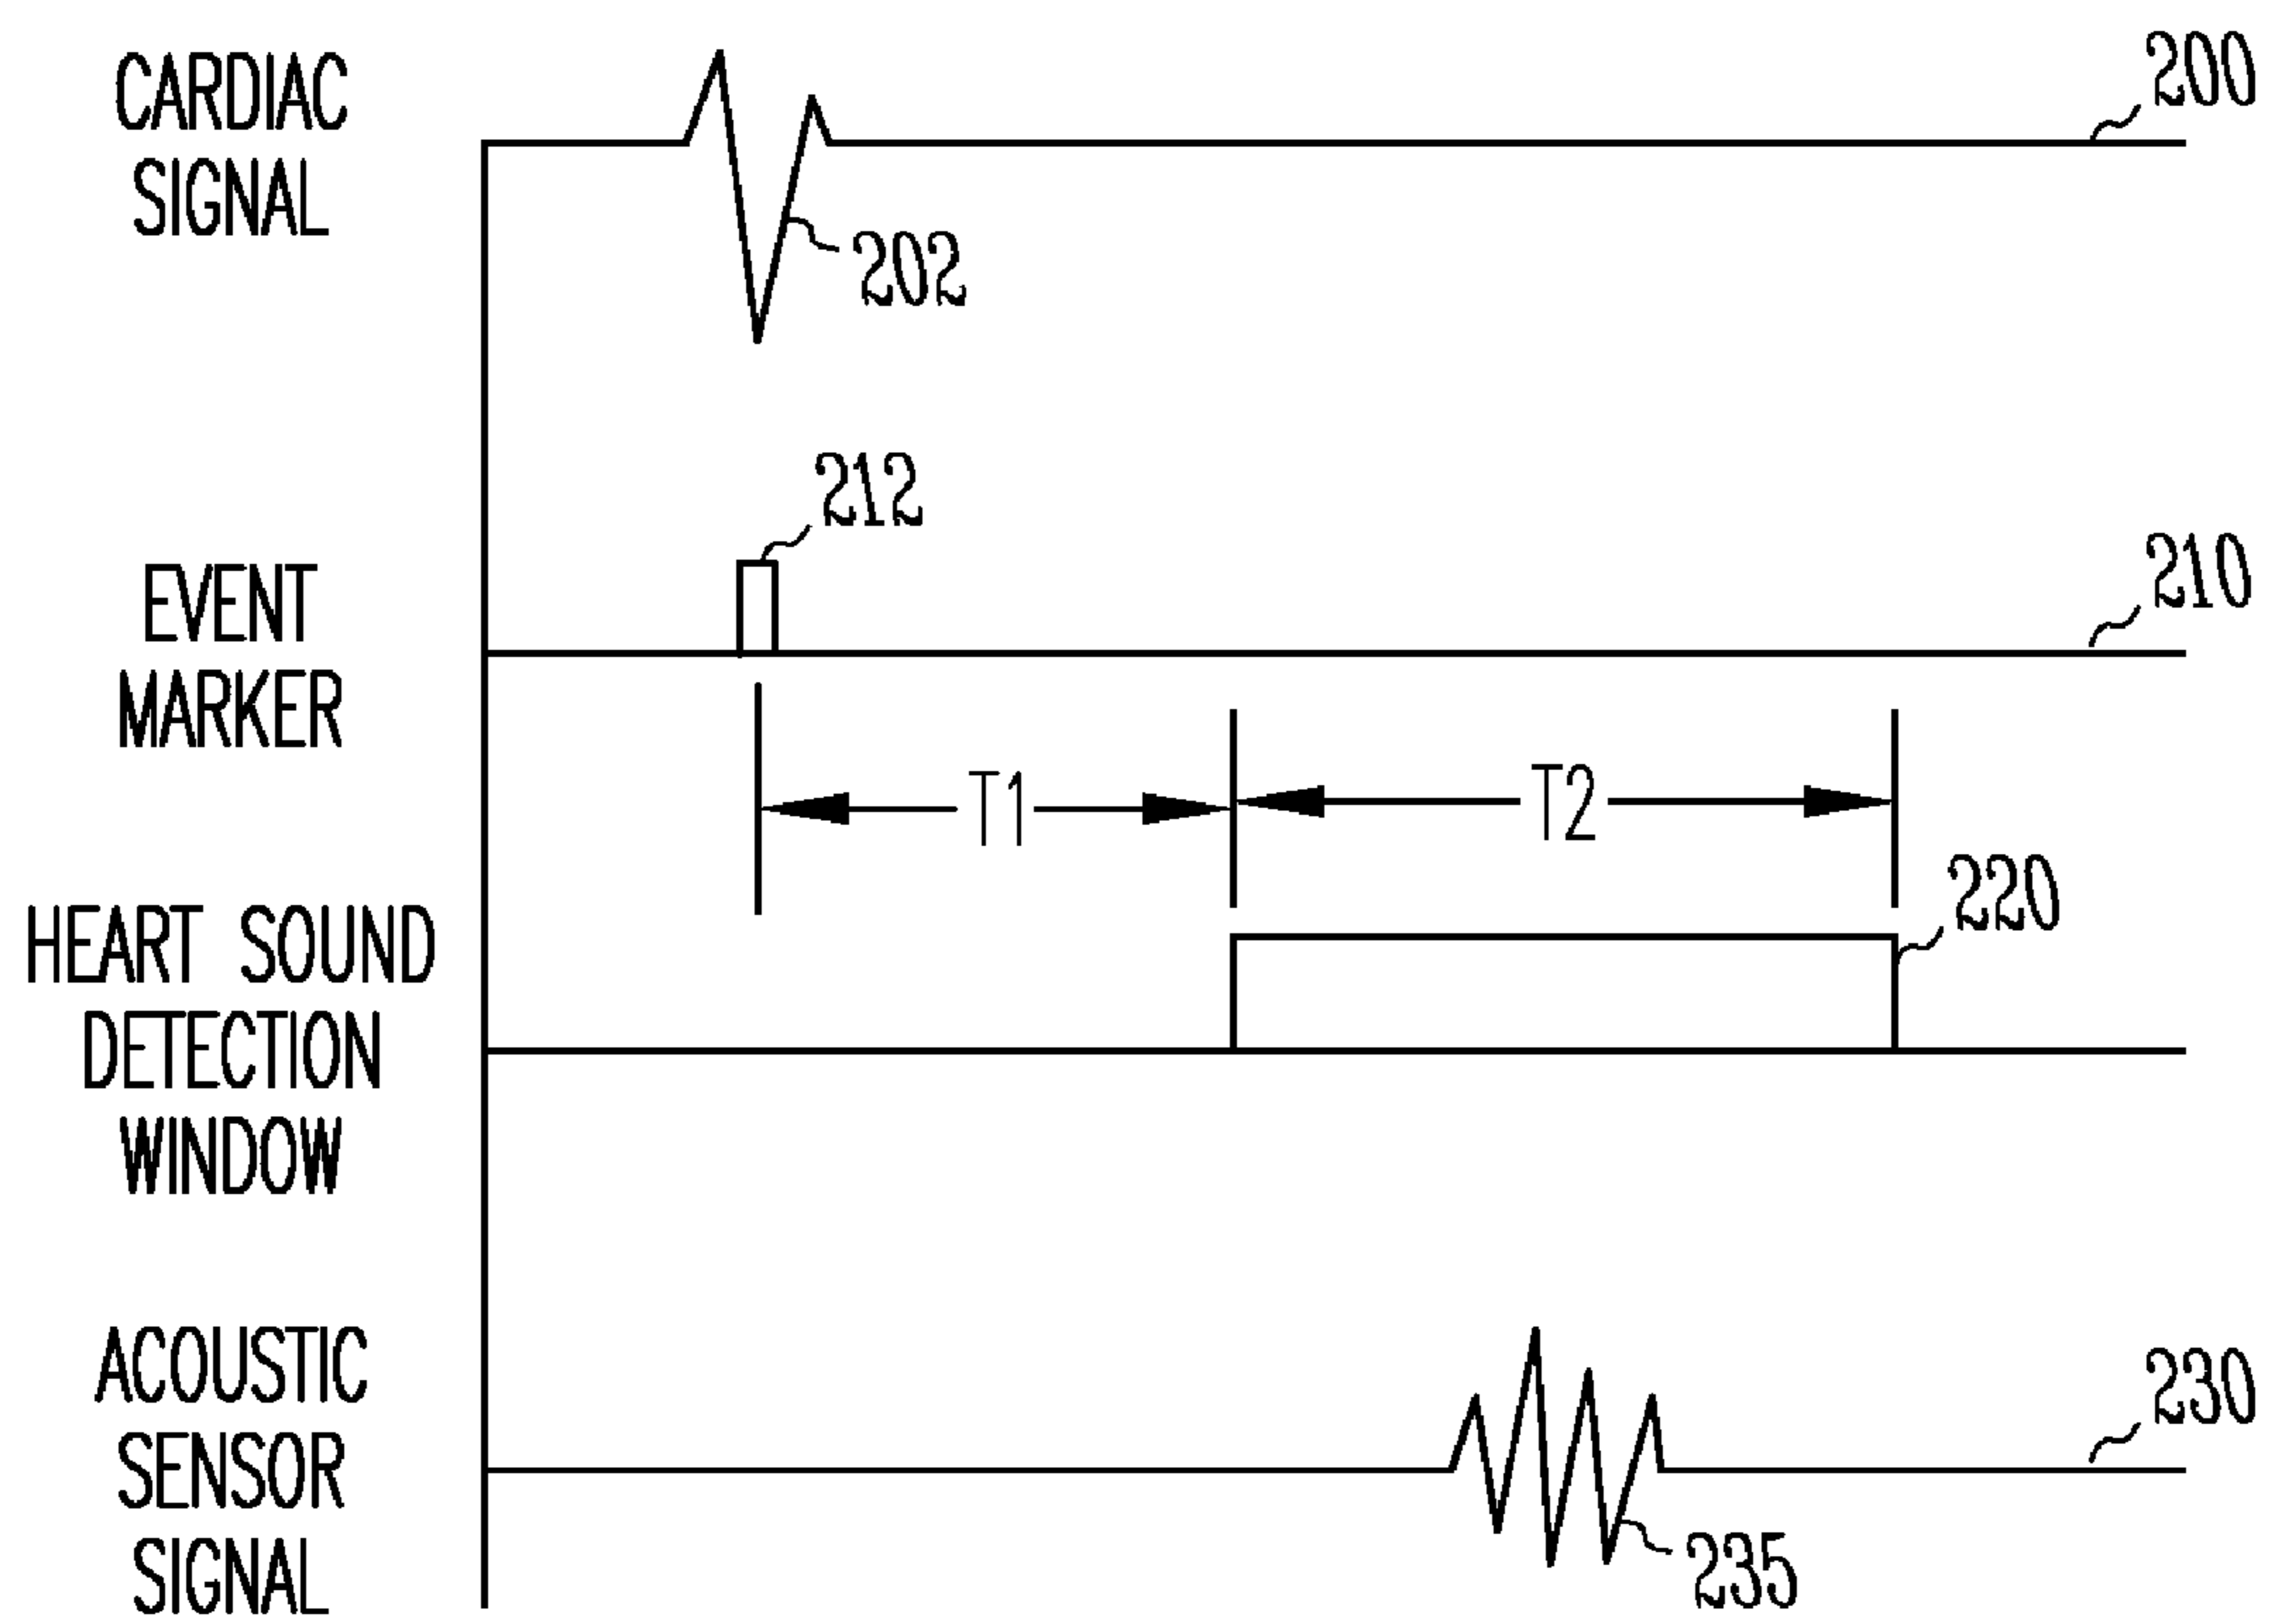 CARDIAC
SIGNAL
200
202
212
EVENT
MARKER
210
T1
T2
HEART SOUND
DETECTION
WINDOW
220
ACOUSTIC
SENSOR
SIGNAL
230
235